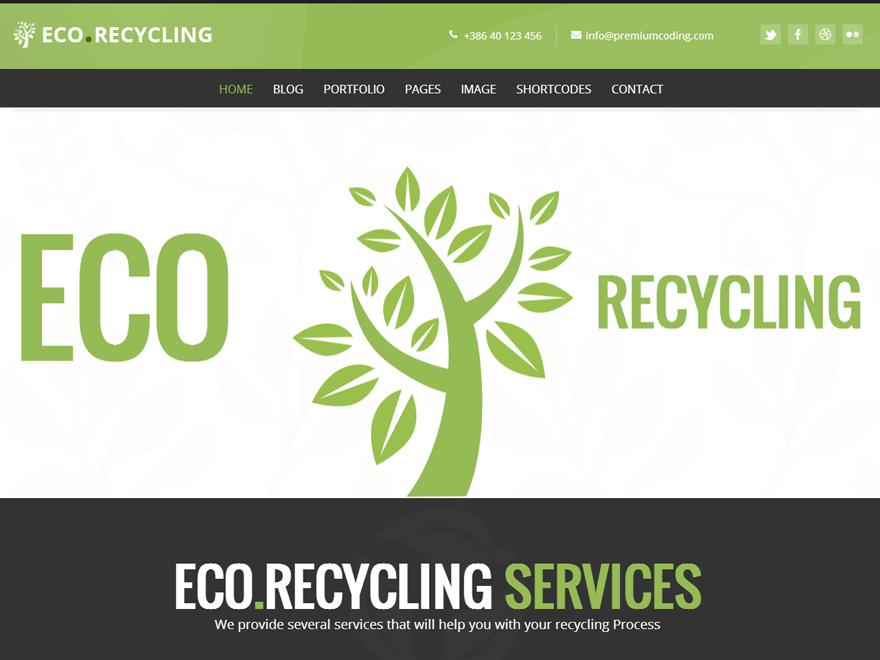 ECO.RECYCLING
+386 40 123 456
info@premiumcoding.com
HOME BLOG PORTFOLIO PAGES IMAGE SHORTCODES CONTACT
ECO
RECYCLING
ECO.RECYCLING SERVICES
We provide several services that will help you with your recycling Process